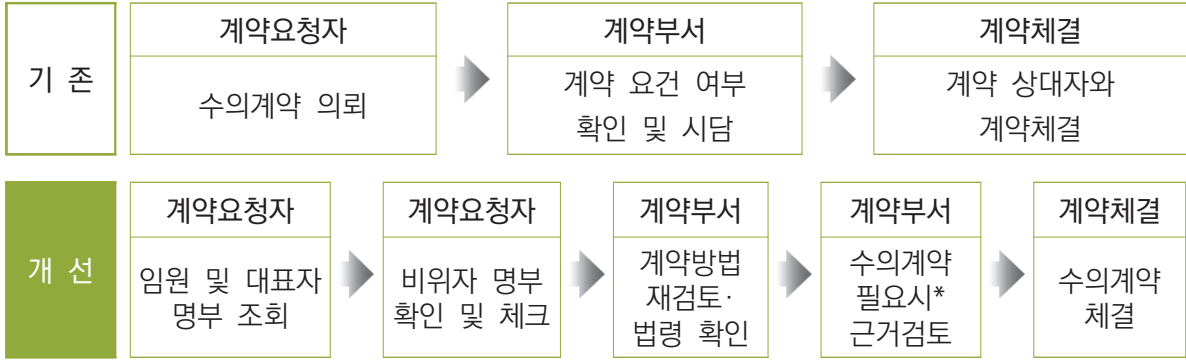 기 존
계약요청자
수의계약 의뢰
계약부서
계약 요건 여부
확인 및 시담
계약체결
계약 상대자와
계약체결
개 선
계약요청자
임원 및 대표자
명부 조회
계약요청자
비위자 명부
확인 및 체크
계약부서
계약방법
재검토·
법령 확인
계약부서
수의계약
필요시*
근거검토
계약체결
수의계약
체결